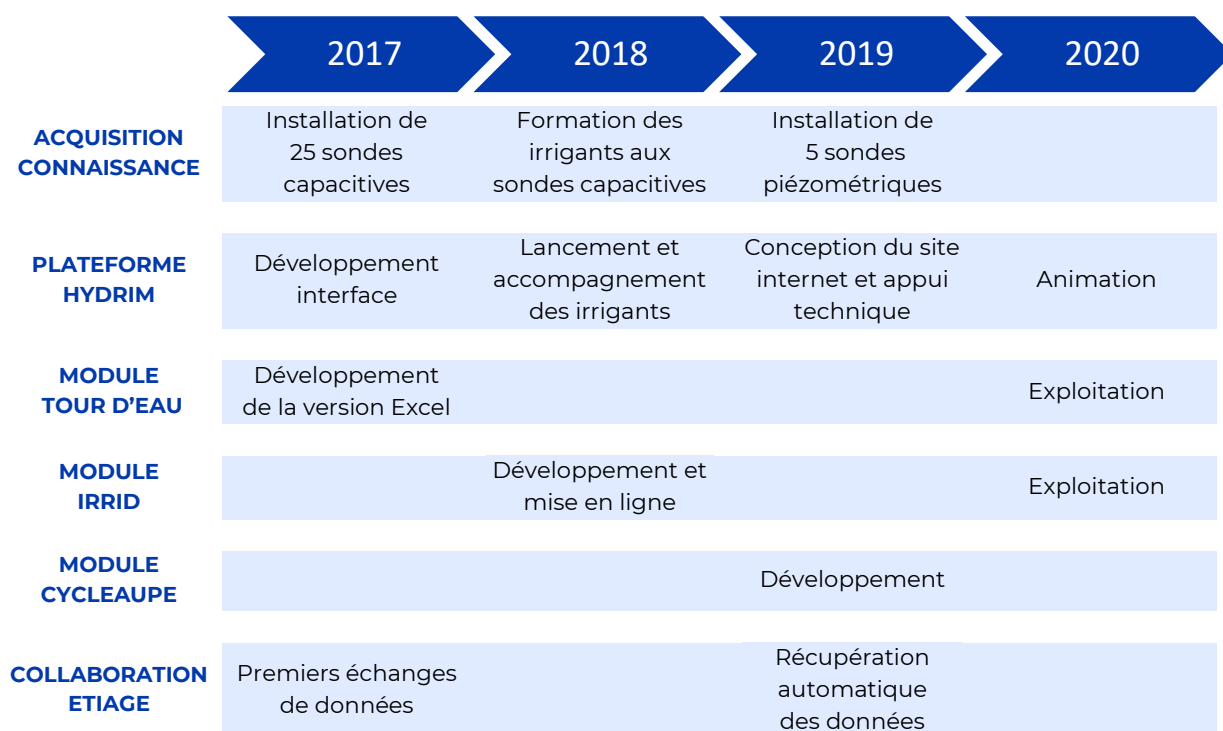 2017
2018
2019
2020
ACQUISITION
CONNAISSANCE
Installation de
25 sondes
capacitives
Formation des
irrigants aux
sondes capacitives
Installation de
5 sondes
piézométriques
PLATEFORME
HYDRIM
Développement
interface
Lancement et
accompagnement
des irrigants
Conception du site
internet et appui
technique
Animation
MODULE
TOUR D’EAU
Développement
de la version Excel
Exploitation
MODULE
IRRID
Développement et
mise en ligne
Exploitation
MODULE
CYCLEAUPE
Développement
COLLABORATION
ETIAGE
Premiers échanges
de données
Récupération
automatique
des données